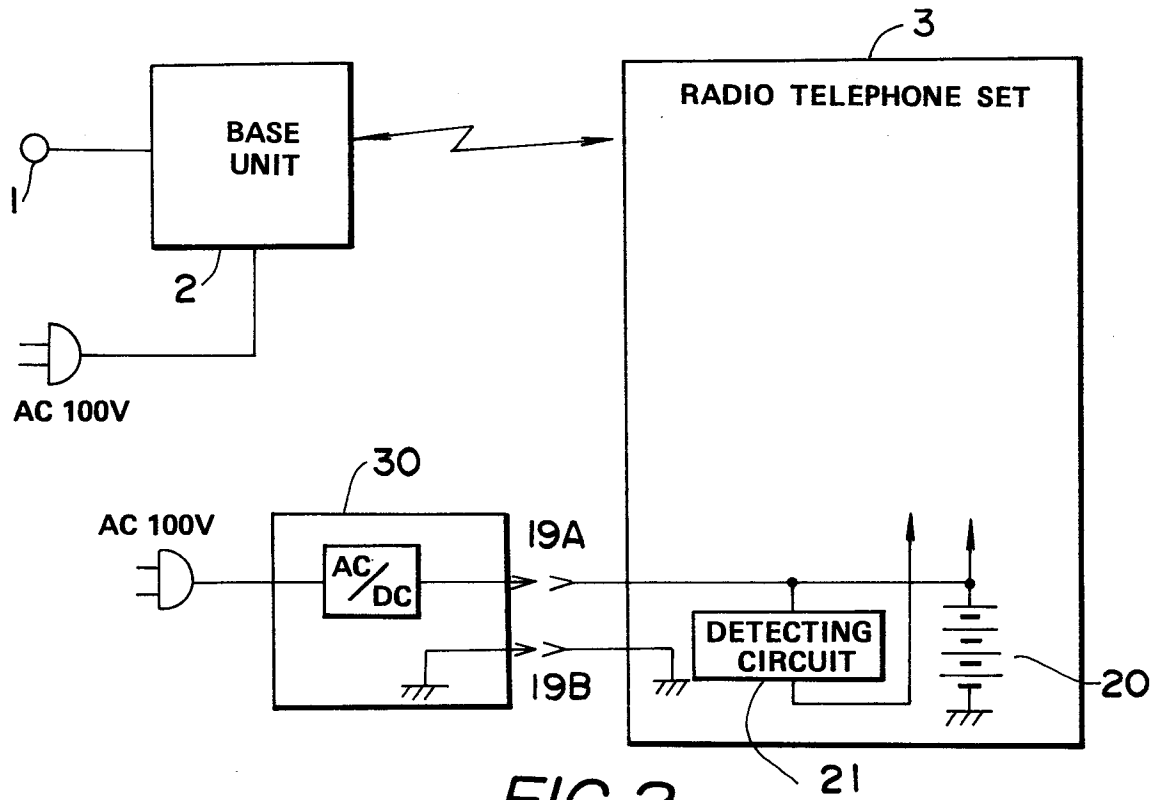 3
RADIO TELEPHONE SET
BASE
UNIT
1
2
AC 100V
30
AC 100V
19A
AC/DC
DETECTING
CIRCUIT
19B
20
21